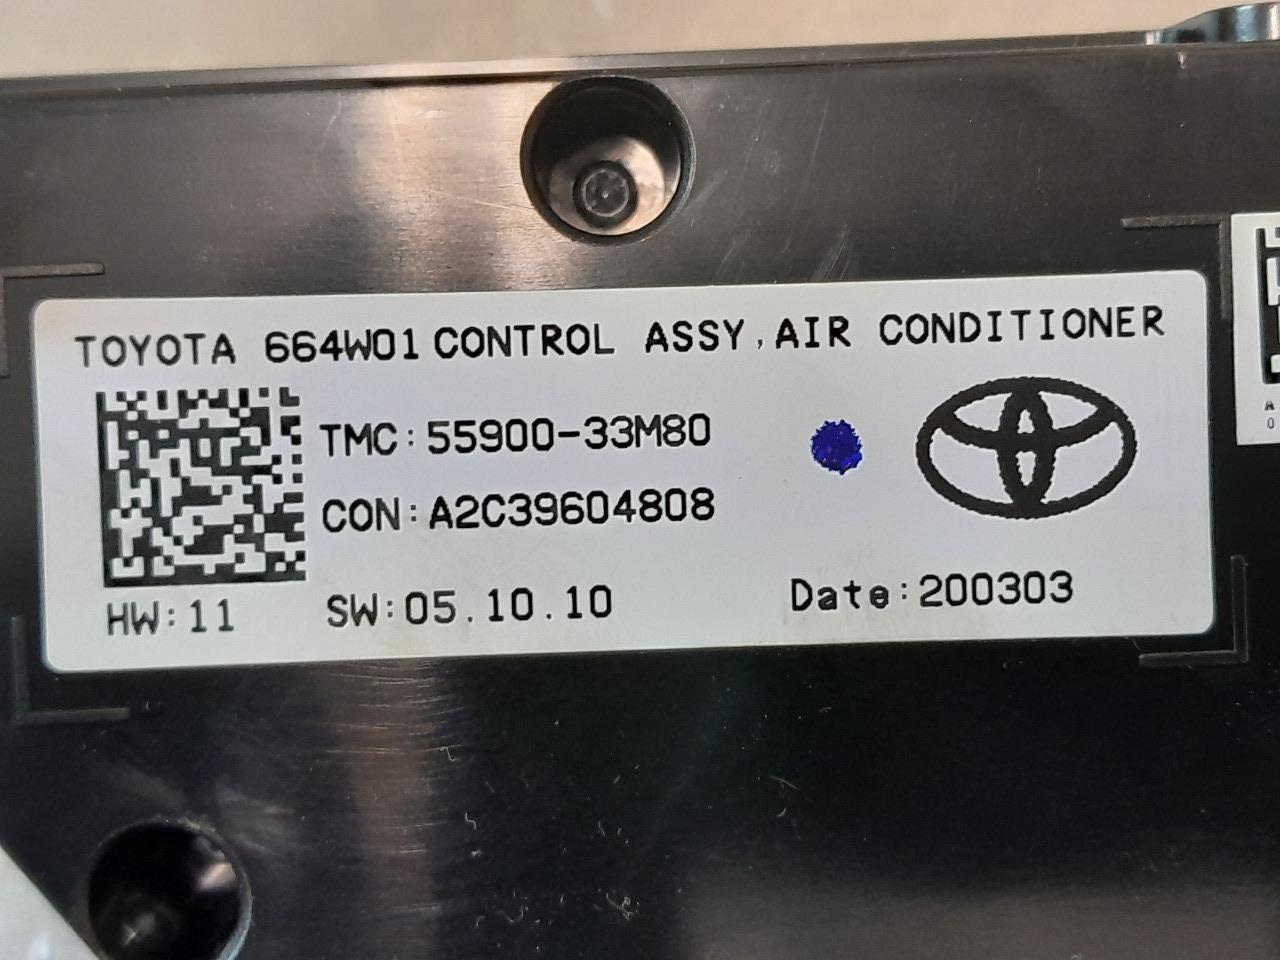 TOYOTA 664W01 CONTROL ASSY, AIR CONDITIONER
TMC: 55900-33M80
CON: A2C39604808
HW: 11 SW: 05.10.10 Date: 200303
A
0